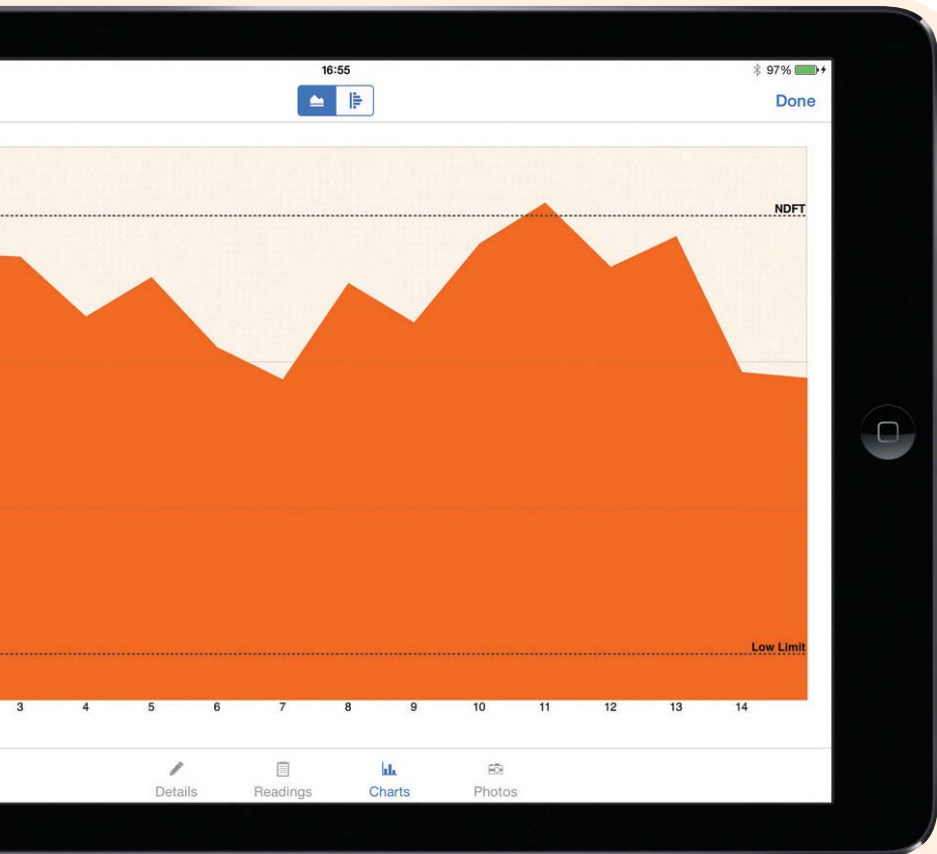 16:55
97%
Done
NDFT
Low Limit
3 4 5 6 7 8 9 10 11 12 13 14
Details Readings Charts Photos